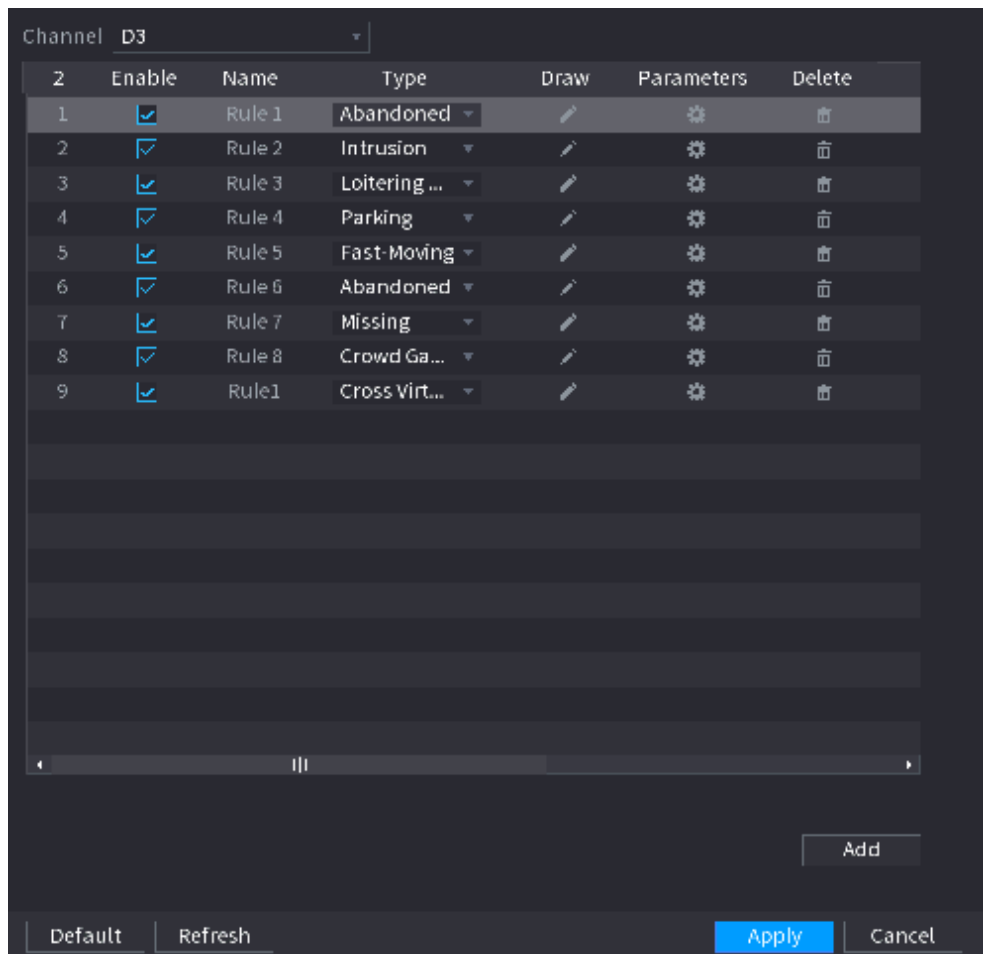 Channel D3
2 Enable Name Type Draw Parameters Delete
1 Rule 1 Abandoned
2 Rule 2 Intrusion
3 Rule 3 Loitering ...
4 Rule 4 Parking
5 Rule 5 Fast-Moving
6 Rule 6 Abandoned
7 Rule 7 Missing
8 Rule 8 Crowd Ga...
9 Rule1 Cross Virt...
Add
Default Refresh Apply Cancel